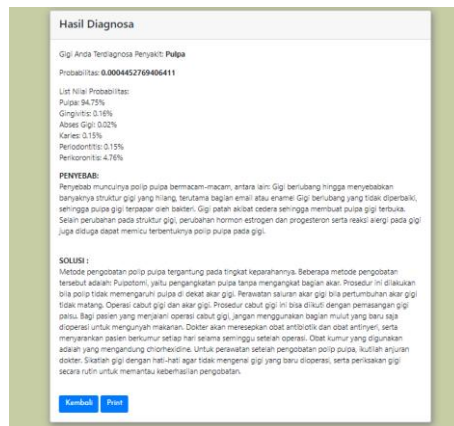 Hasil Diagnosa
Gigi Anda Terdiagnosa Penyakit: Pulpa
Probabilitas: 0.0004452769406411
List Nilai Probabilitas:
Pulpa: 94.75%
Gingivitis: 0.16%
Abses Gigi: 0.02%
Karies: 0.15%
Periodontitis: 0.15%
Perikoronitis: 4.76%
PENYEBAB:
Penyebab munculnya polip pulpa bermacam-macam, antara lain: Gigi berlubang hingga menyebabkan
banyaknya struktur gigi yang hilang, terutama bagian email atau enamel Gigi berlubang yang tidak diperbaiki,
sehingga pulpa gigi terpapar oleh bakteri. Gigi patah akibat cedera sehingga membuat pulpa gigi terbuka.
Selain perubahan pada struktur gigi, perubahan hormon estrogen dan progesteron serta reaksi alergi pada gigi
juga diduga dapat memicu terbentuknya polip pulpa pada gigi.
SOLUSI :
Metode pengobatan polip pulpa tergantung pada tingkat keparahannya. Beberapa metode pengobatan
tersebut adalah: Pulpotomi, yaitu pengangkatan pulpa tanpa mengangkat bagian akar. Prosedur ini dilakukan
bila polip tidak memengaruhi pulpa di dekat akar gigi. Perawatan saluran akar gigi bila pertumbuhan akar gigi
tidak matang. Operasi cabut gigi dan akar gigi. Prosedur cabut gigi ini bisa diikuti dengan pemasangan gigi
palsu. Bagi pasien yang menjalani operasi cabut gigi, jangan menggunakan bagian mulut yang baru saja
dioperasi untuk mengunyah makanan. Dokter akan meresepkan obat antibiotik dan obat antinyeri, serta
menyarankan pasien berkumur setiap hari selama seminggu setelah operasi. Obat kumur yang digunakan
adalah yang mengandung chlorhexidine. Untuk perawatan setelah pengobatan polip pulpa, ikutilah anjuran
dokter. Sikatlah gigi dengan hati-hati agar tidak mengenai gigi yang baru dioperasi, serta periksakan gigi
secara rutin untuk memantau keberhasilan pengobatan.
Kembali Print